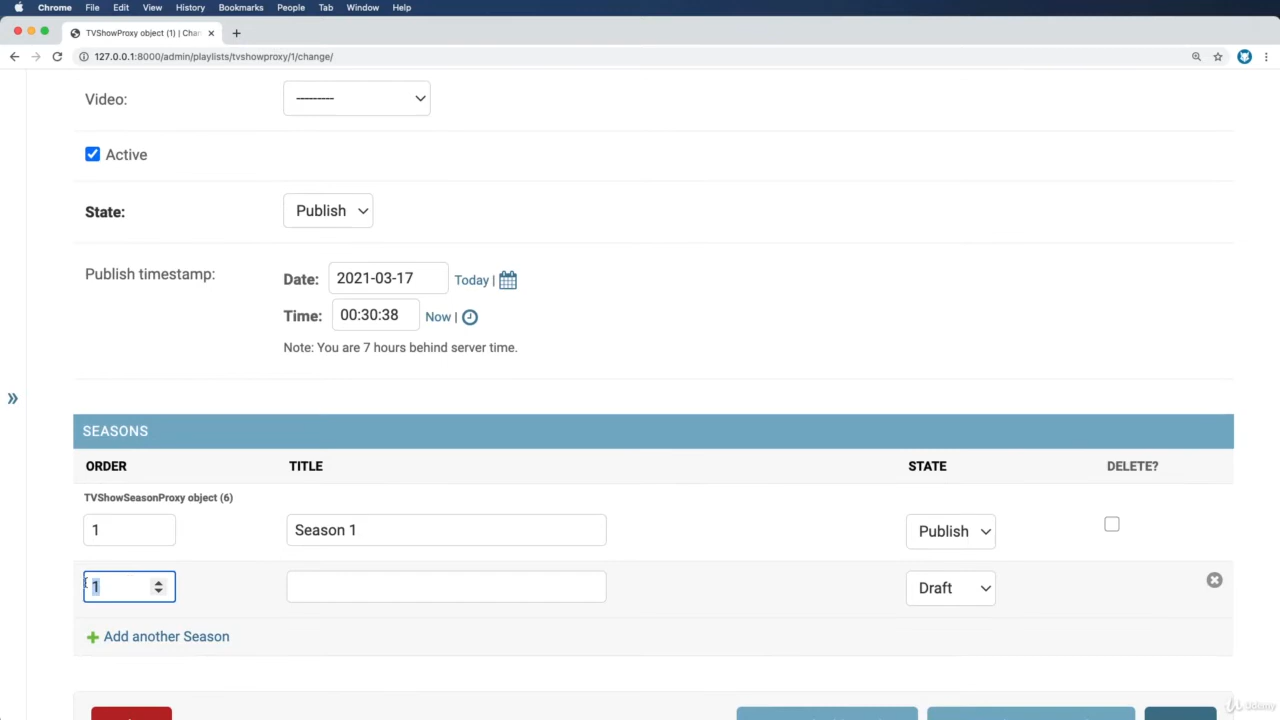 Chrome File Edit View History Bookmarks People Tab Window Help
TVShowProxy object (1) | Chan
127.0.0.1:8000/admin/playlists/tvshowproxy/1/change/
Video: ---------
Active
State: Publish
Publish timestamp: Date: 2021-03-17 Today |
Time: 00:30:38 Now |
Note: You are 7 hours behind server time.
»
SEASONS
ORDER TITLE STATE DELETE?
TVShowSeasonProxy object (6)
1 Season 1 Publish
1 Draft
Add another Season
Udemy